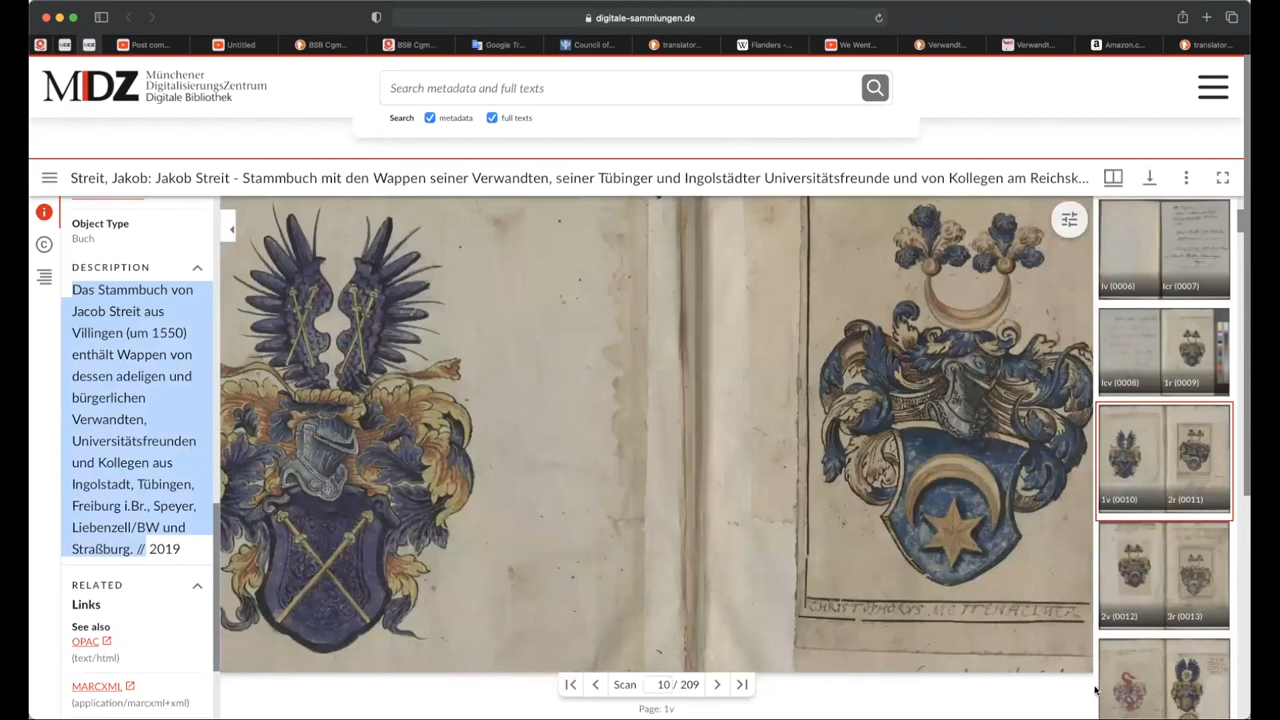 digitale-sammlungen.de
Post com...
Untitled
BSB Cgm...
BSB Cgm...
Google Tr...
Council of...
translator...
Flanders -...
We Went...
Verwandt...
Verwandt...
Amazon.c...
translator...
MDZ
Münchener
DigitalisierungsZentrum
Digitale Bibliothek
Search metadata and full texts
Search
metadata
full texts
Streit, Jakob: Jakob Streit - Stammbuch mit den Wappen seiner Verwandten, seiner Tübinger und Ingolstädter Universitätsfreunde und von Kollegen am Reichsk...
Object Type
Buch
DESCRIPTION
Das Stammbuch von
Jacob Streit aus
Villingen (um 1550)
enthält Wappen von
dessen adeligen und
bürgerlichen
Verwandten,
Universitätsfreunden
und Kollegen aus
Ingolstadt, Tübingen,
Freiburg i.Br., Speyer,
Liebenzell/BW und
Straßburg. // 2019
RELATED
Links
See also
OPAC
(text/html)
MARCXML
(application/marcxml+xml)
CHRISTOPHORVS
Scan 10 / 209
Page: 1v
Iv (0006)
Icr (0007)
Icv (0008)
1r (0009)
1v (0010)
2r (0011)
2v (0012)
3r (0013)